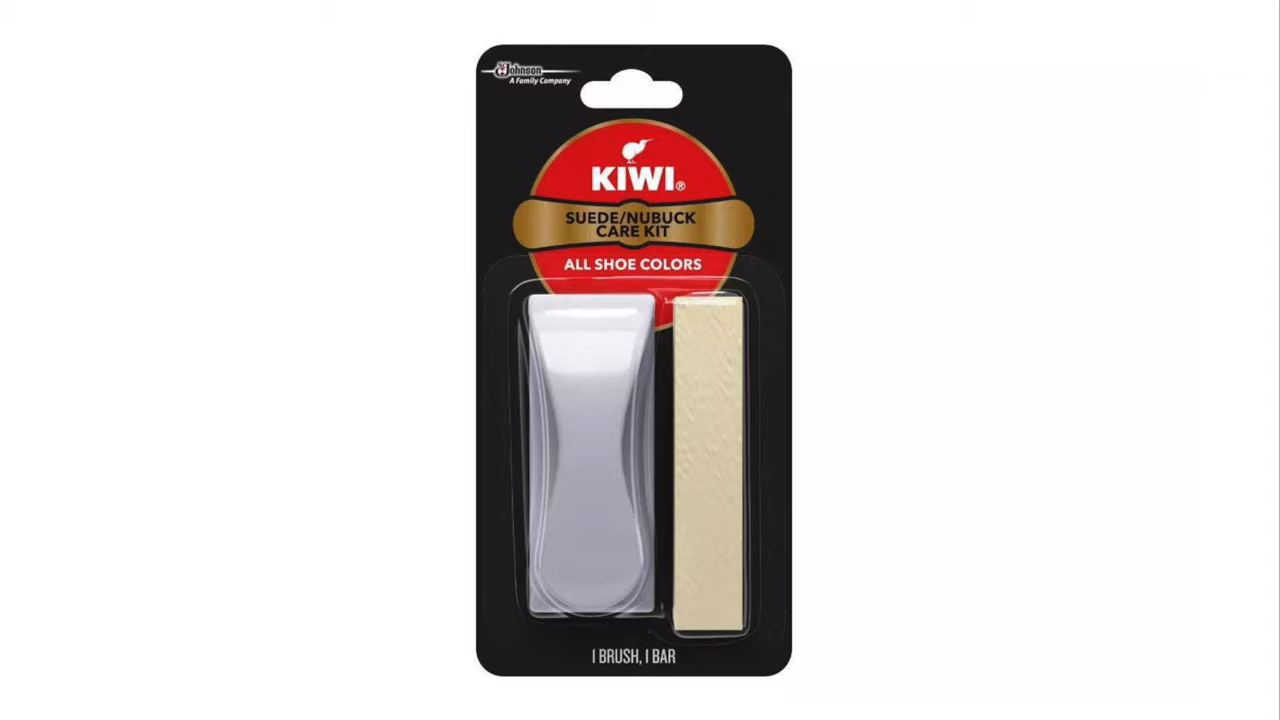 SC Johnson
A Family Company
KIWI®
SUEDE/NUBUCK
CARE KIT
ALL SHOE COLORS
1 BRUSH, 1 BAR